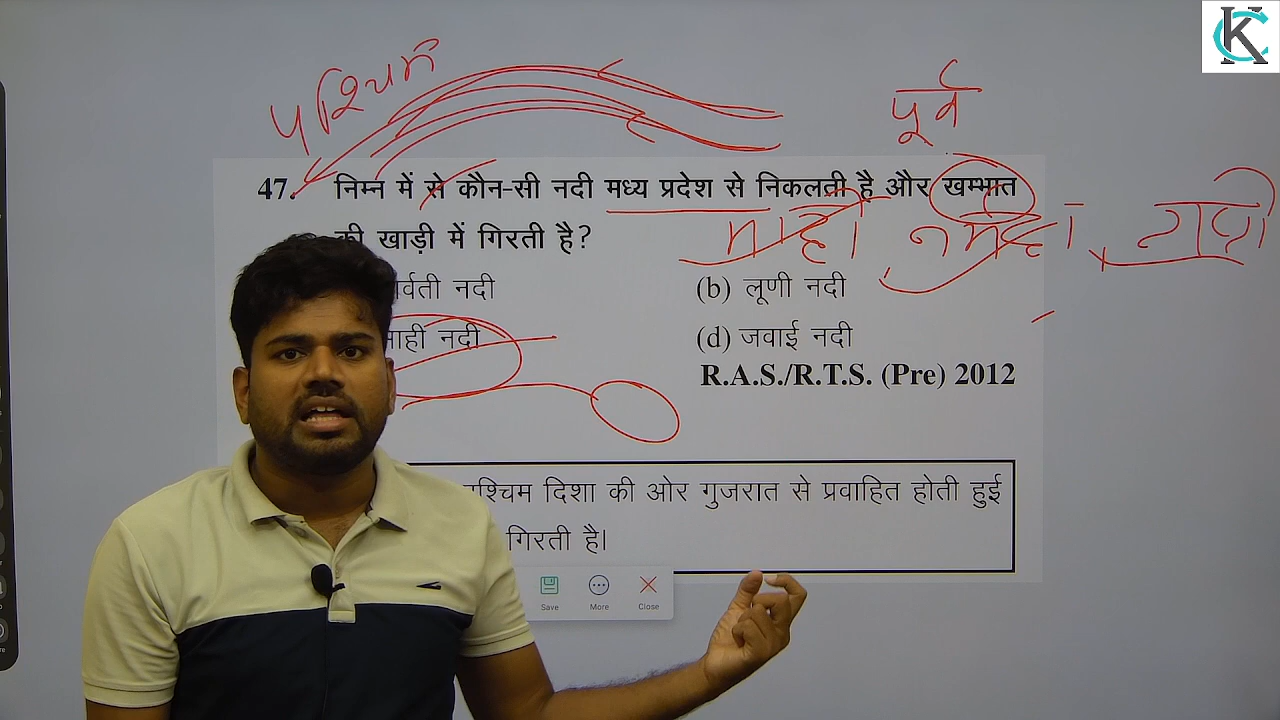 KC
पश्चिम
पूर्व
47. निम्न में से कौन-सी नदी मध्य प्रदेश से निकलती है और खम्भात
की खाड़ी में गिरती है?
माही नर्मदा तापी
र्वती नदी
(b) लूणी नदी
माही नदी
(d) जवाई नदी
R.A.S./R.T.S. (Pre) 2012
पश्चिम दिशा की ओर गुजरात से प्रवाहित होती हुई
गिरती है।
Save More Close